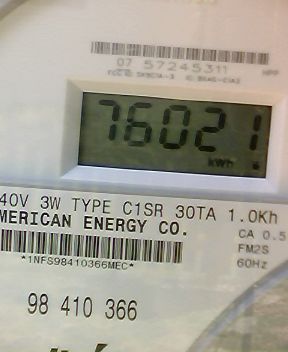 07 57245311
HPP
76021
kWh
40V 3W TYPE C1SR 30TA 1.0Kh
MERICAN ENERGY CO.
CA 0.5
FM2S
60Hz
*1NFS98410366MEC*
98 410 366